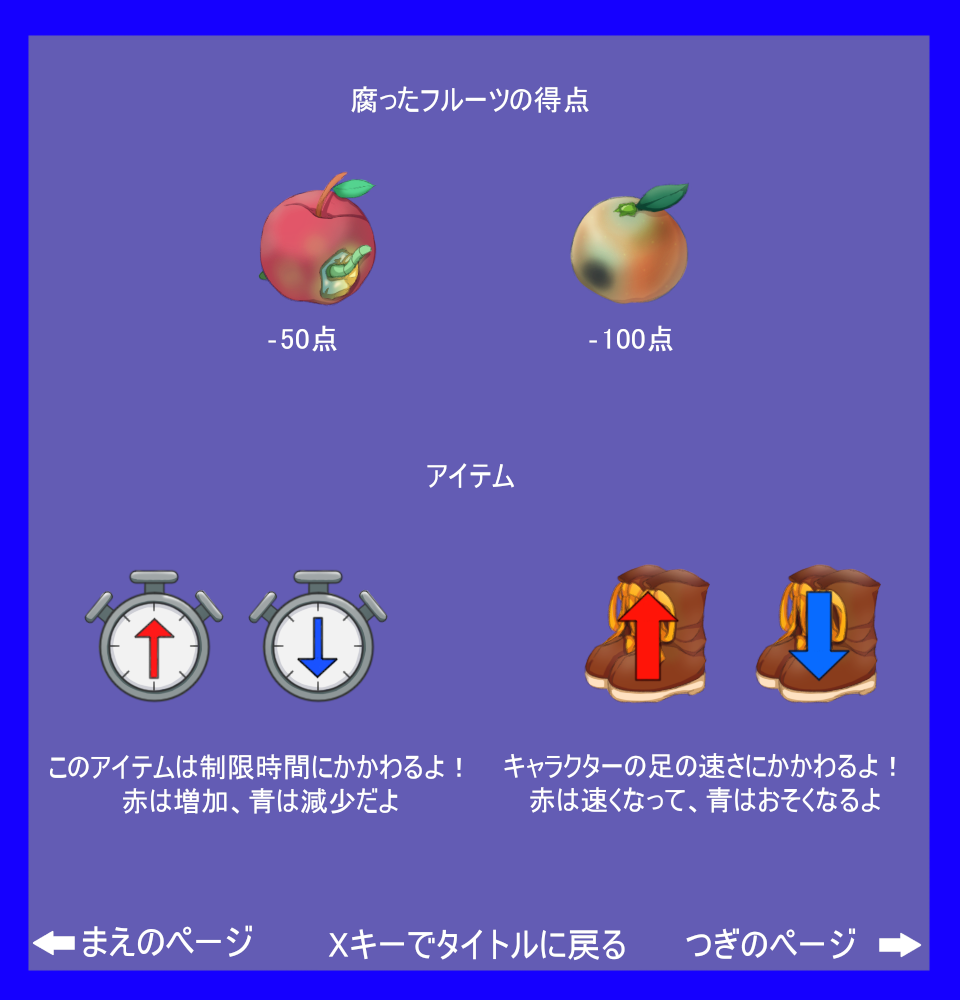 腐ったフルーツの得点
-50点
-100点
アイテム
このアイテムは制限時間にかかわるよ！
赤は増加、青は減少だよ
キャラクターの足の速さにかかわるよ！
赤は速くなって、青はおそくなるよ
まえのページ
Xキーでタイトルに戻る
つぎのページ